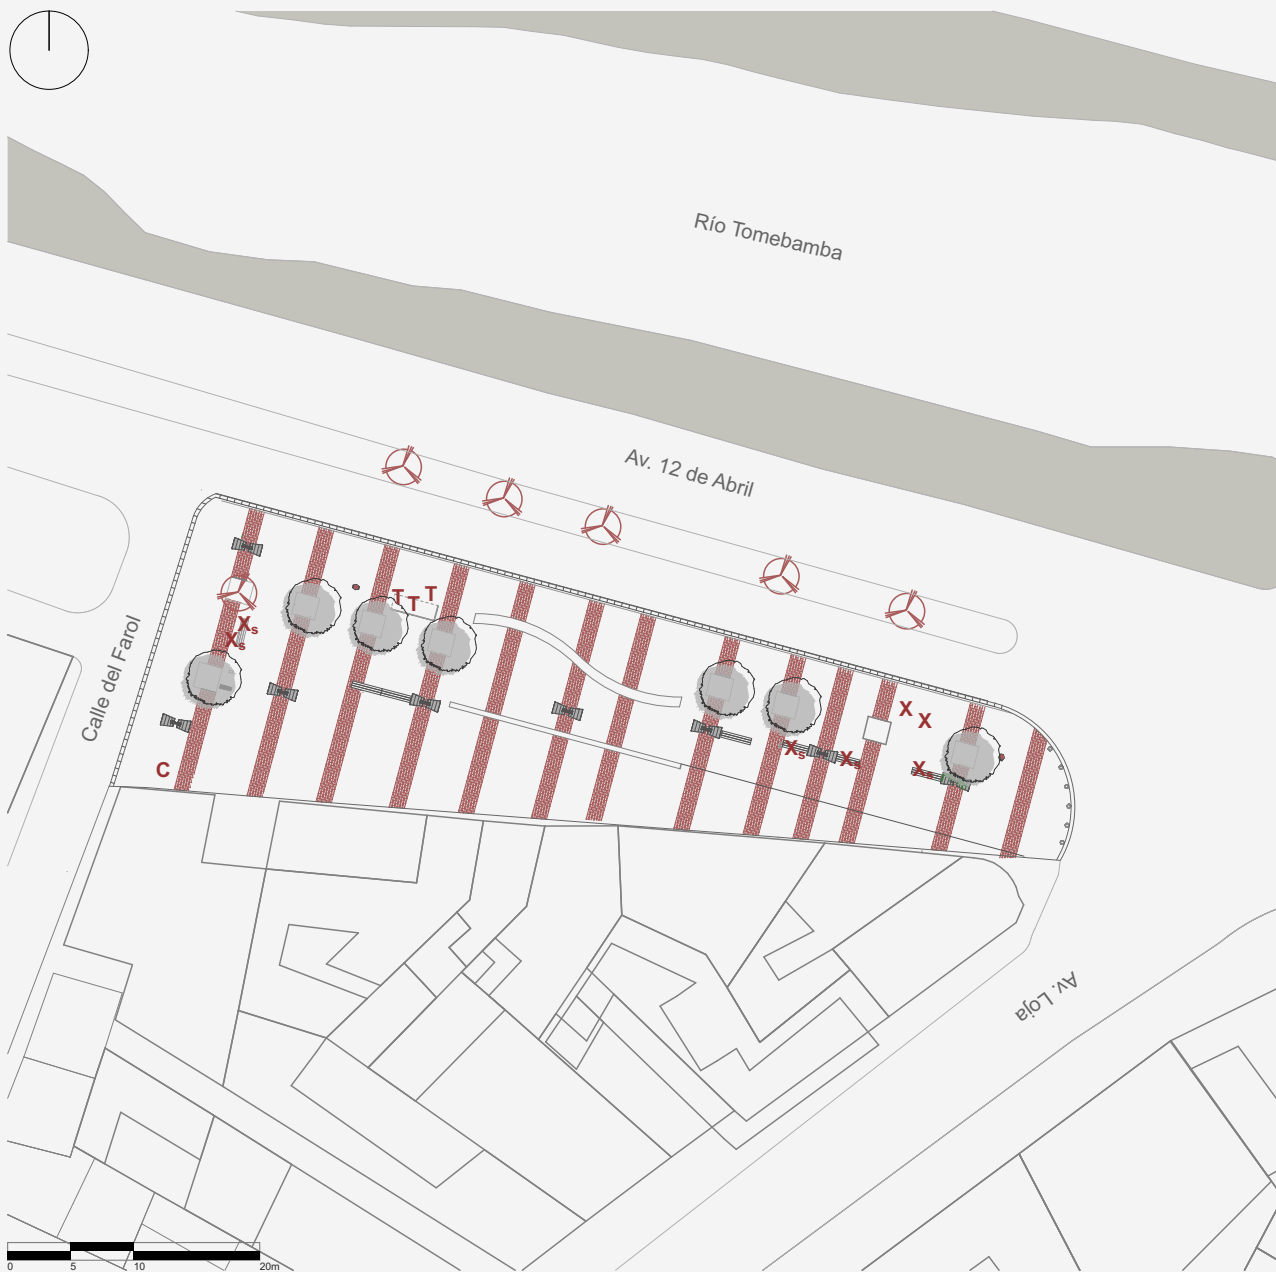 Río Tomebamba
Av. 12 de Abril
Calle del Farol
T T T
Xs
Xs
X
X
Xs
Xs
Xs
C
Av. Loja
0 5 10 20m